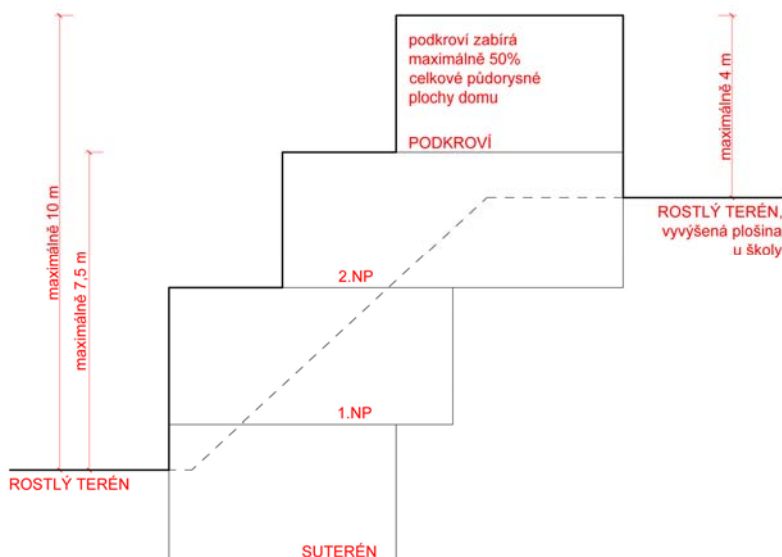 podkroví zabírá
maximálně 50%
celkové půdorysné
plochy domu
PODKROVÍ
maximálně 4 m
maximálně 10 m
maximálně 7,5 m
ROSTLÝ TERÉN,
vyvýšená plošina
u školy
2.NP
1.NP
ROSTLÝ TERÉN
SUTERÉN